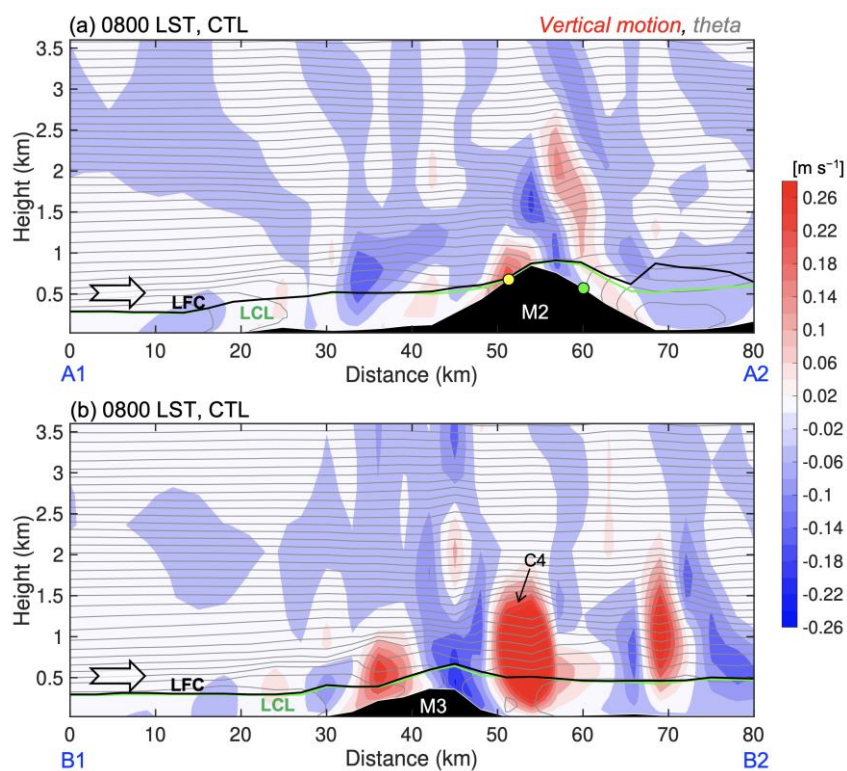 (a) 0800 LST, CTL
Vertical motion, theta
3.5
3
2.5
2
1.5
1
0.5
Height (km)
LFC
LCL
M2
0 10 20 30 40 50 60 70 80
A1
Distance (km)
A2
[m s⁻¹]
0.26
0.22
0.18
0.14
0.1
0.06
0.02
-0.02
-0.06
-0.1
-0.14
-0.18
-0.22
-0.26
(b) 0800 LST, CTL
3.5
3
2.5
2
1.5
1
0.5
Height (km)
C4
LFC
LCL
M3
0 10 20 30 40 50 60 70 80
B1
Distance (km)
B2